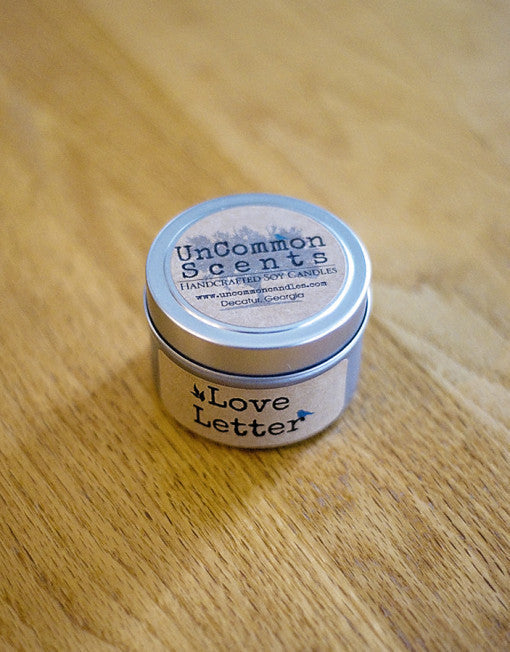 UnCommon
Scents
Handcrafted Soy Candles
www.uncommoncandles.com
Decatur, Georgia
Love
Letter